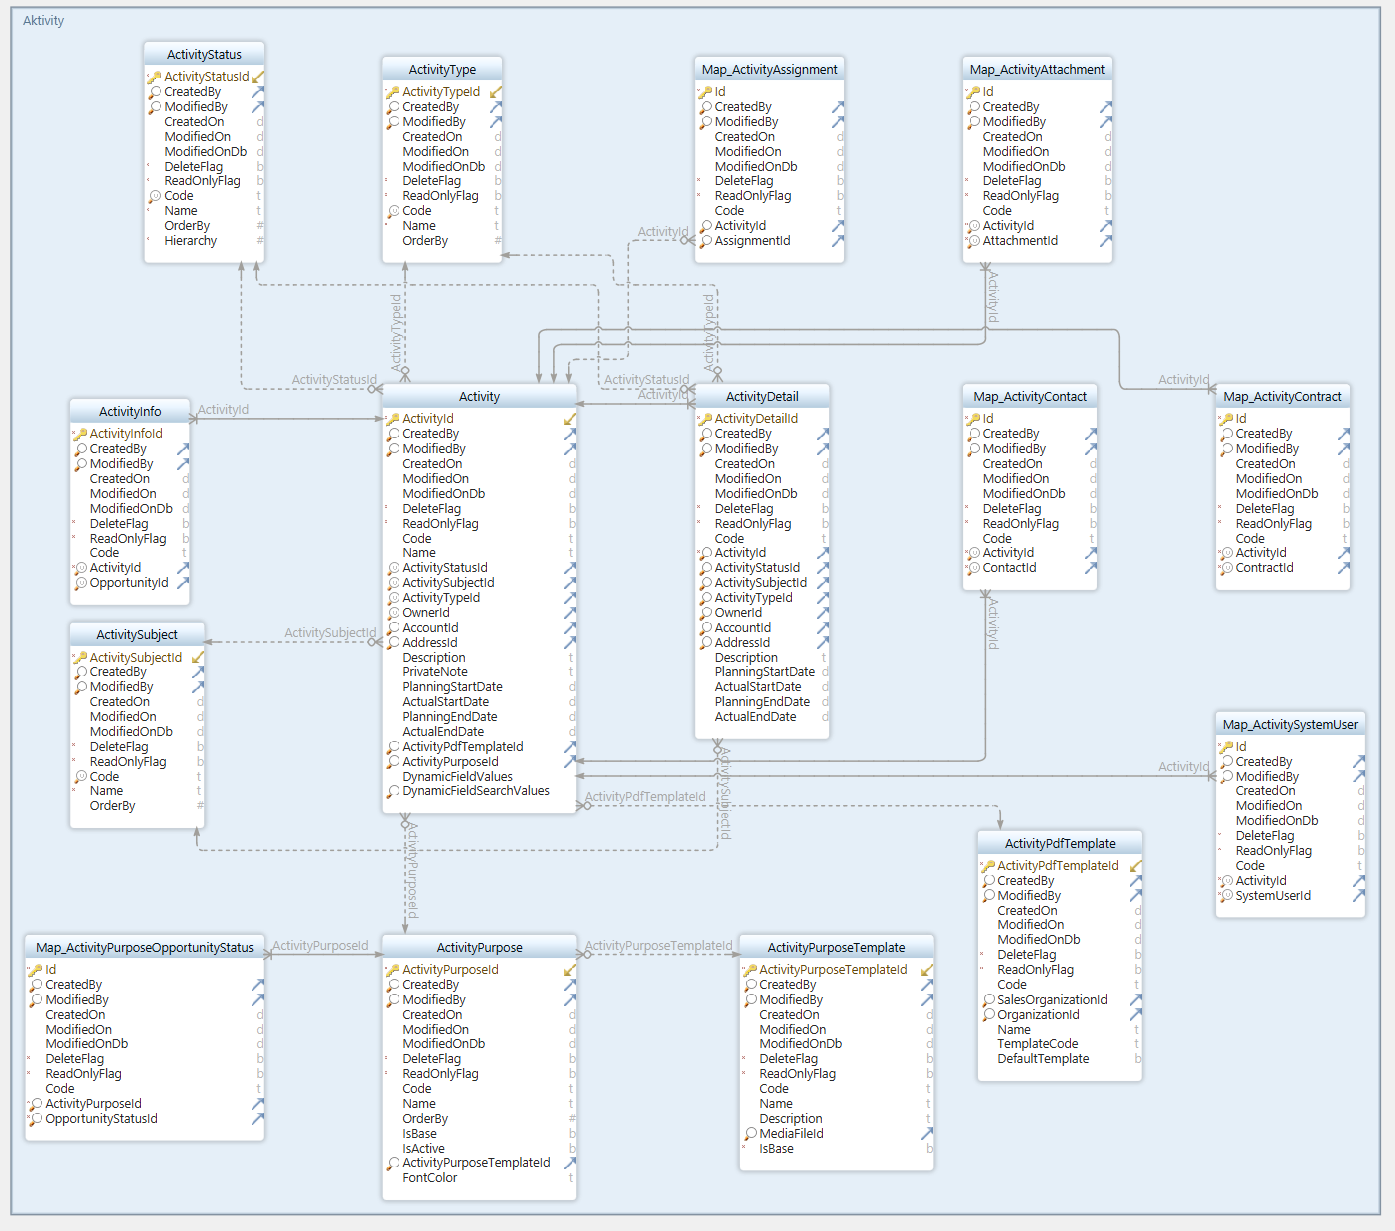 Aktivity
ActivityStatus
ActivityStatusId
CreatedBy
ModifiedBy
CreatedOn d
ModifiedOn d
ModifiedOnDb d
DeleteFlag b
ReadOnlyFlag b
Code t
Name t
OrderBy #
Hierarchy #
ActivityType
ActivityTypeId
CreatedBy
ModifiedBy
CreatedOn d
ModifiedOn d
ModifiedOnDb d
DeleteFlag b
ReadOnlyFlag b
Code t
Name t
OrderBy #
Map_ActivityAssignment
Id
CreatedBy
ModifiedBy
CreatedOn d
ModifiedOn d
ModifiedOnDb d
DeleteFlag b
ReadOnlyFlag b
Code t
ActivityId
AssignmentId
Map_ActivityAttachment
Id
CreatedBy
ModifiedBy
CreatedOn d
ModifiedOn d
ModifiedOnDb d
DeleteFlag b
ReadOnlyFlag b
Code t
ActivityId
AttachmentId
ActivityId
ActivityId
ActivityTypeId
ActivityTypeId
ActivityStatusId
ActivityStatusId
ActivityId
ActivityId
ActivityId
ActivityInfo
ActivityInfoId
CreatedBy
ModifiedBy
CreatedOn d
ModifiedOn d
ModifiedOnDb d
DeleteFlag b
ReadOnlyFlag b
Code t
ActivityId
OpportunityId
Activity
ActivityId
CreatedBy
ModifiedBy
CreatedOn d
ModifiedOn d
ModifiedOnDb d
DeleteFlag b
ReadOnlyFlag b
Code t
Name t
ActivityStatusId
ActivitySubjectId
ActivityTypeId
OwnerId
AccountId
AddressId
Description t
PrivateNote t
PlanningStartDate d
ActualStartDate d
PlanningEndDate d
ActualEndDate d
ActivityPdfTemplateId
ActivityPurposeId
DynamicFieldValues
DynamicFieldSearchValues
ActivityDetail
ActivityDetailId
CreatedBy
ModifiedBy
CreatedOn d
ModifiedOn d
ModifiedOnDb d
DeleteFlag b
ReadOnlyFlag b
Code t
ActivityId
ActivityStatusId
ActivitySubjectId
ActivityTypeId
OwnerId
AccountId
AddressId
Description t
PlanningStartDate d
ActualStartDate d
PlanningEndDate d
ActualEndDate d
Map_ActivityContact
Id
CreatedBy
ModifiedBy
CreatedOn d
ModifiedOn d
ModifiedOnDb d
DeleteFlag b
ReadOnlyFlag b
Code t
ActivityId
ContactId
Map_ActivityContract
Id
CreatedBy
ModifiedBy
CreatedOn d
ModifiedOn d
ModifiedOnDb d
DeleteFlag b
ReadOnlyFlag b
Code t
ActivityId
ContractId
ActivitySubjectId
ActivityId
ActivitySubject
ActivitySubjectId
CreatedBy
ModifiedBy
CreatedOn d
ModifiedOn d
ModifiedOnDb d
DeleteFlag b
ReadOnlyFlag b
Code t
Name t
OrderBy #
Map_ActivitySystemUser
Id
CreatedBy
ModifiedBy
CreatedOn d
ModifiedOn d
ModifiedOnDb d
DeleteFlag b
ReadOnlyFlag b
Code t
ActivityId
SystemUserId
ActivityId
ActivityPdfTemplateId
ActivitySubjectId
ActivityPurposeId
ActivityPdfTemplate
ActivityPdfTemplateId
CreatedBy
ModifiedBy
CreatedOn d
ModifiedOn d
ModifiedOnDb d
DeleteFlag b
ReadOnlyFlag b
Code t
SalesOrganizationId
OrganizationId
Name t
TemplateCode t
DefaultTemplate b
Map_ActivityPurposeOpportunityStatus
Id
CreatedBy
ModifiedBy
CreatedOn d
ModifiedOn d
ModifiedOnDb d
DeleteFlag b
ReadOnlyFlag b
Code t
ActivityPurposeId
OpportunityStatusId
ActivityPurposeId
ActivityPurpose
ActivityPurposeId
CreatedBy
ModifiedBy
CreatedOn d
ModifiedOn d
ModifiedOnDb d
DeleteFlag b
ReadOnlyFlag b
Code t
Name t
OrderBy #
IsBase b
IsActive b
ActivityPurposeTemplateId
FontColor t
ActivityPurposeTemplateId
ActivityPurposeTemplate
ActivityPurposeTemplateId
CreatedBy
ModifiedBy
CreatedOn d
ModifiedOn d
ModifiedOnDb d
DeleteFlag b
ReadOnlyFlag b
Code t
Name t
Description t
MediaFileId
IsBase b